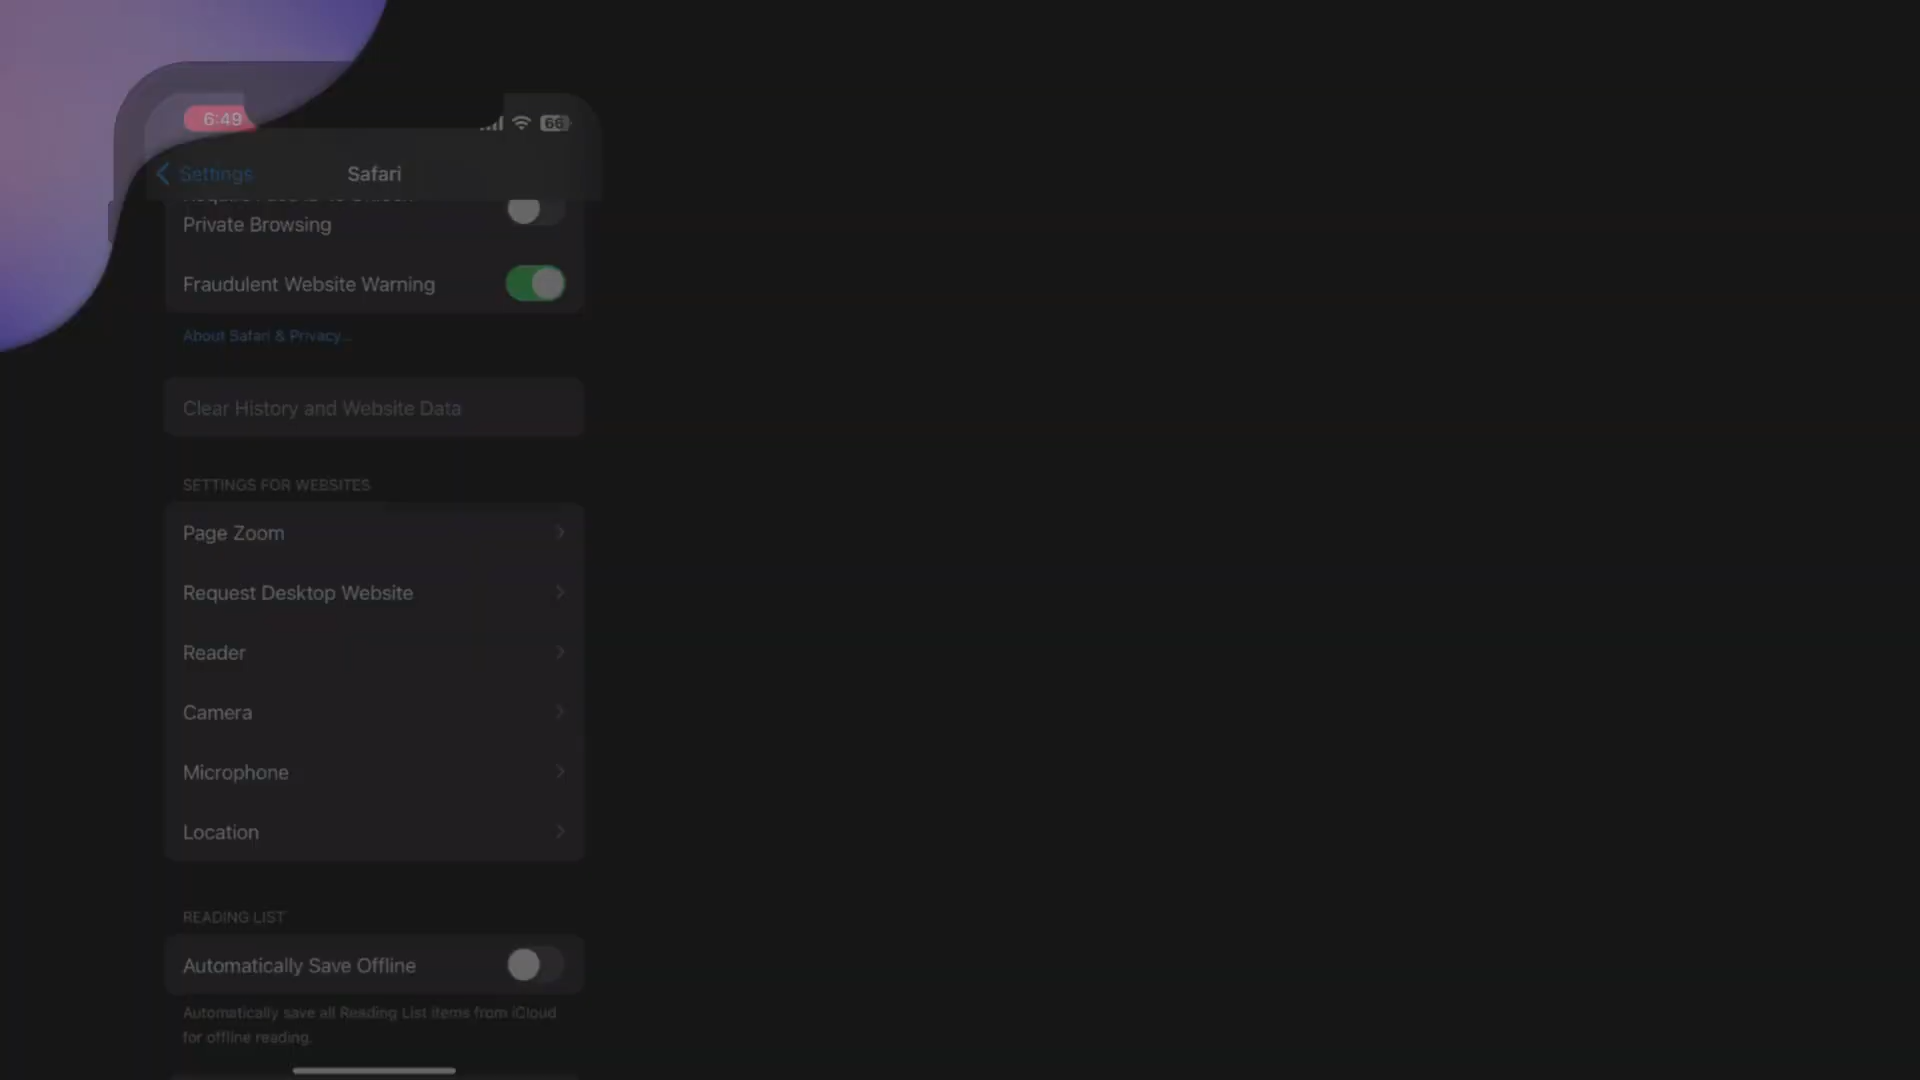 6:49
66
Settings
Safari
Private Browsing
Fraudulent Website Warning
About Safari & Privacy...
Clear History and Website Data
SETTINGS FOR WEBSITES
Page Zoom
Request Desktop Website
Reader
Camera
Microphone
Location
READING LIST
Automatically Save Offline
Automatically save all Reading List items from iCloud
for offline reading.